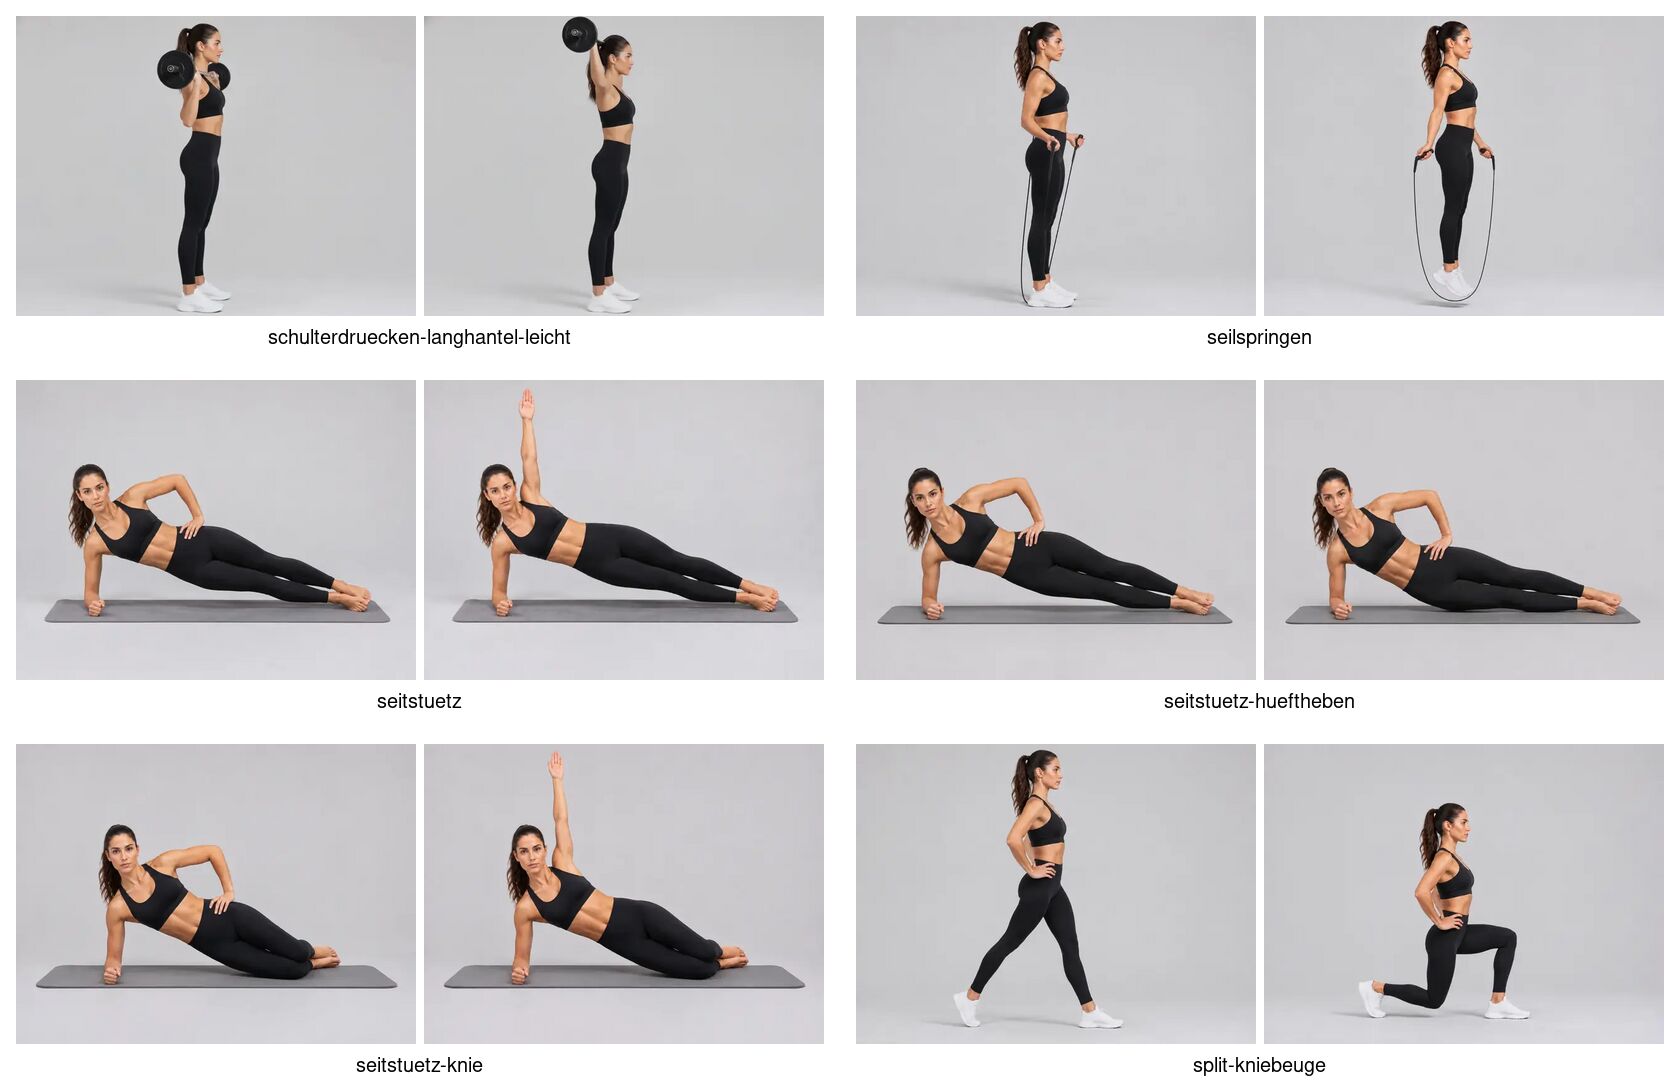 schulterdruecken-langhantel-leicht
seilspringen
seitstuetz
seitstuetz-hueftheben
seitstuetz-knie
split-kniebeuge